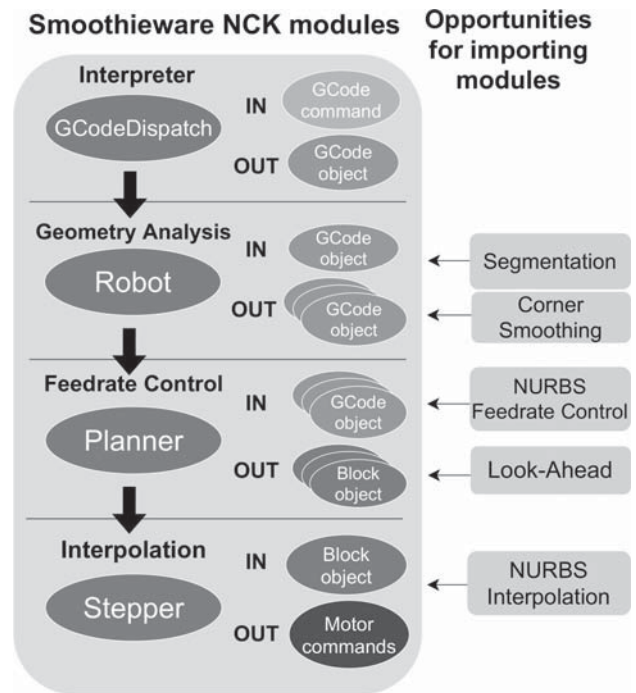 Smoothieware NCK modules
Opportunities
for importing
modules
Interpreter
GCodeDispatch
IN
GCode
command
OUT
GCode
object
Geometry Analysis
Robot
IN
GCode
object
OUT
GCode
object
Segmentation
Corner
Smoothing
Feedrate Control
Planner
IN
GCode
object
OUT
Block
object
NURBS
Feedrate Control
Look-Ahead
Interpolation
Stepper
IN
Block
object
OUT
Motor
commands
NURBS
Interpolation